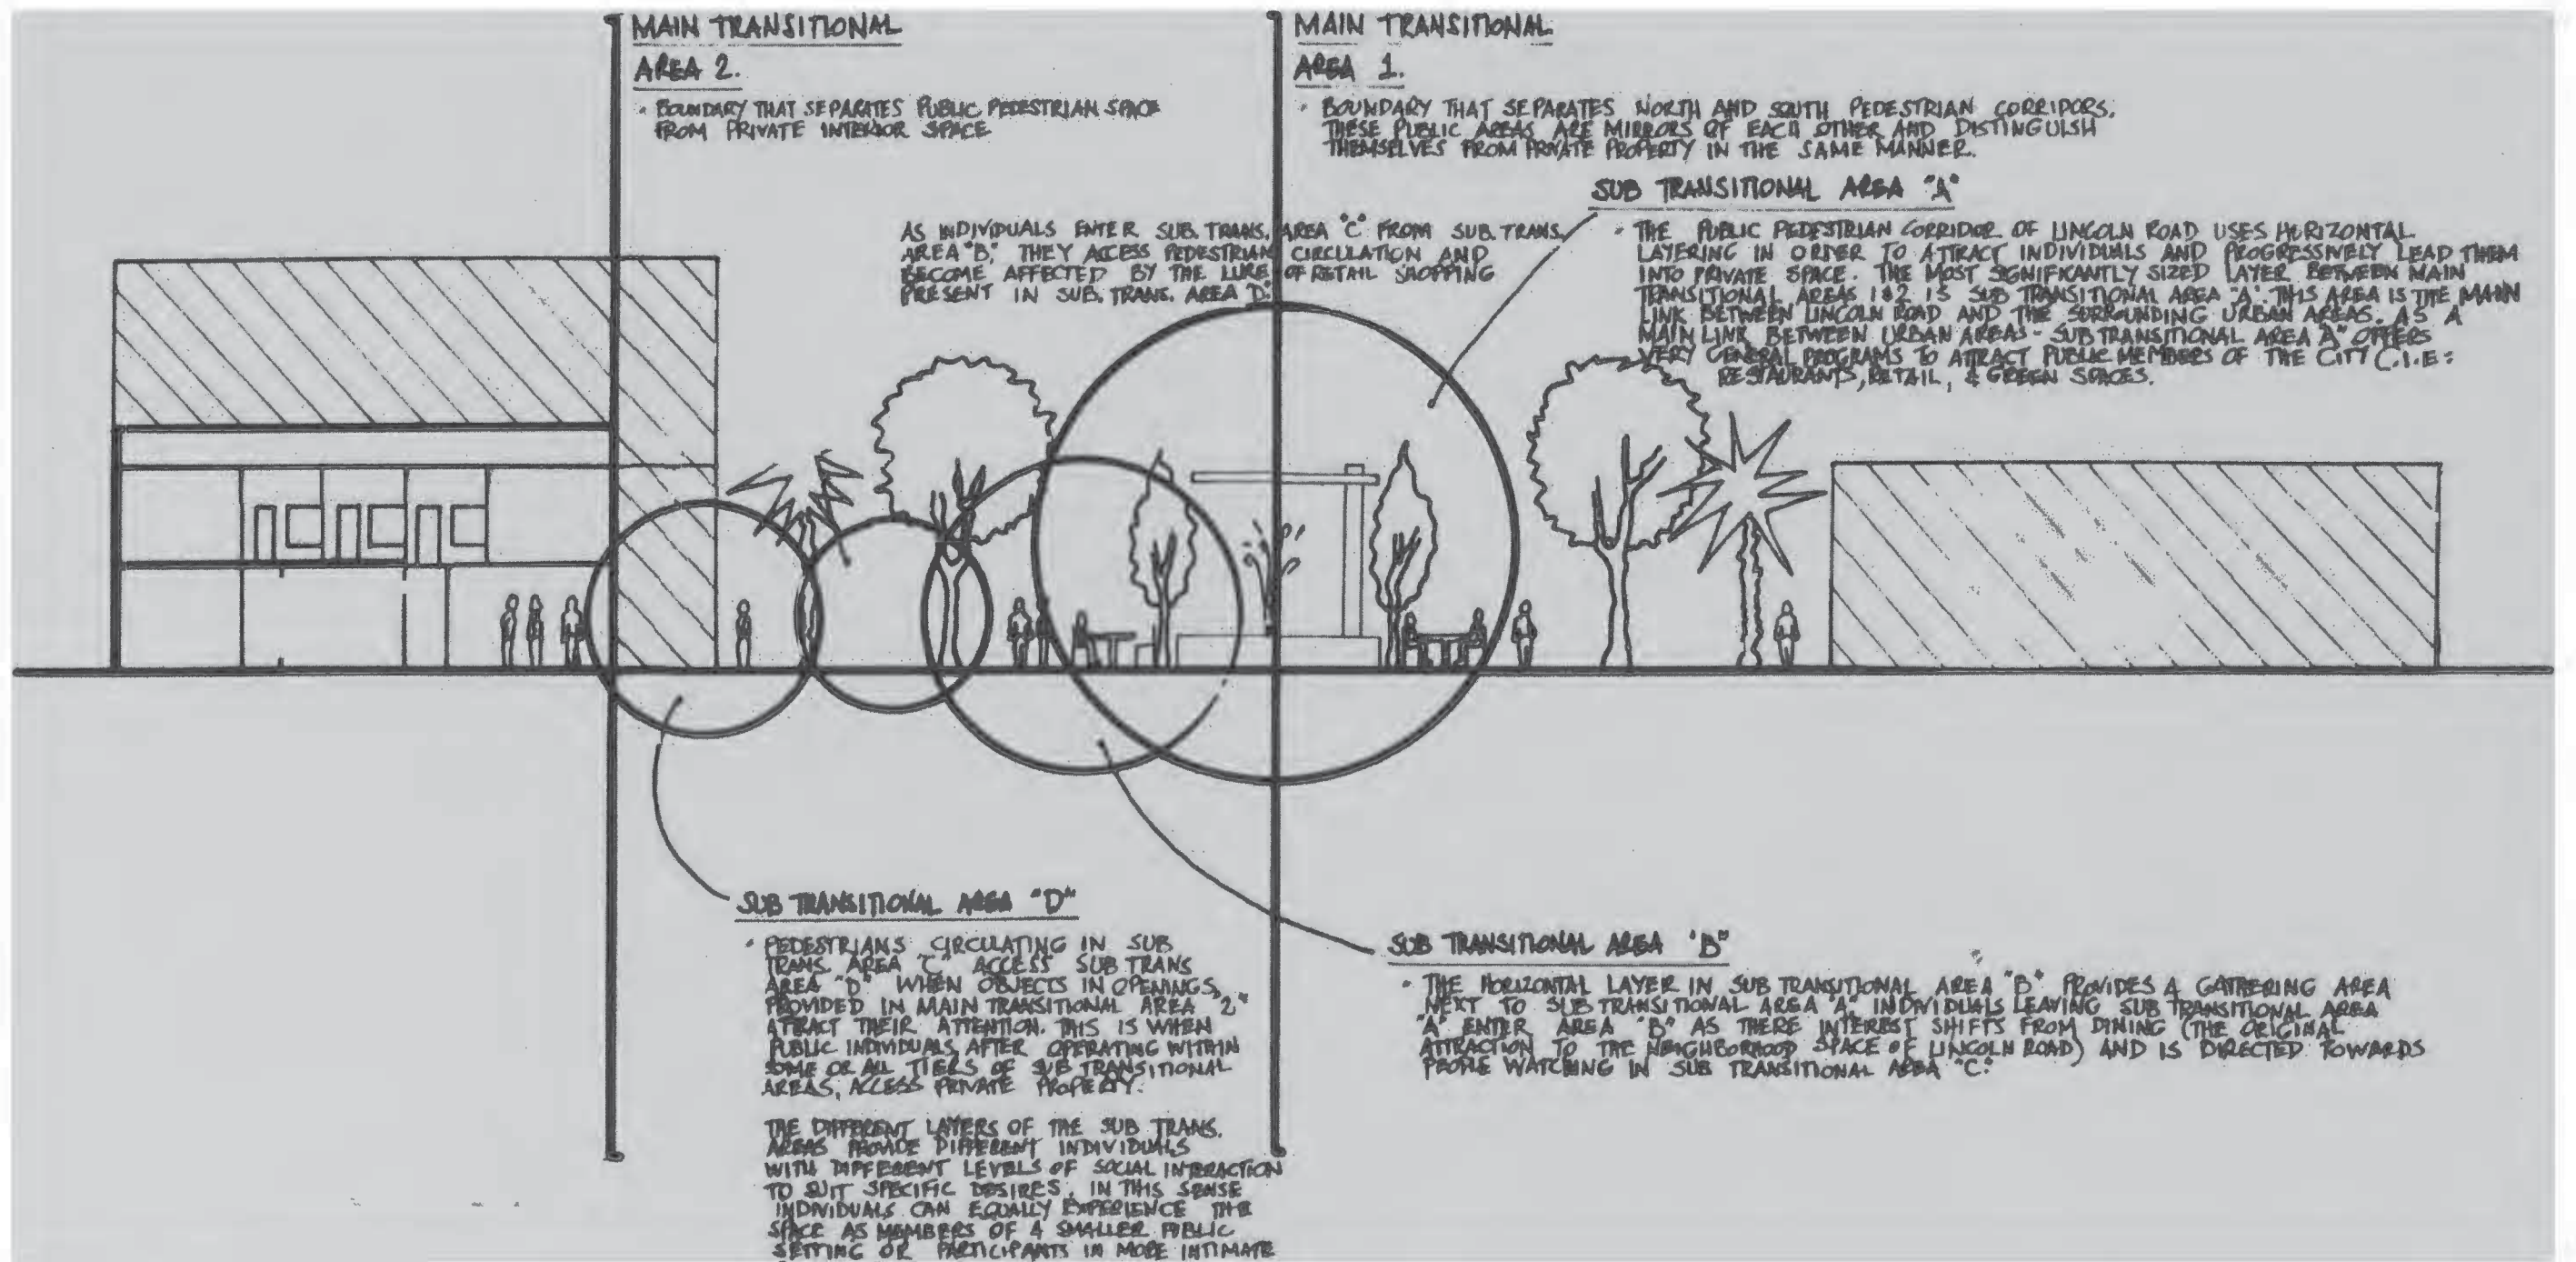 MAIN TRANSITIONAL
AREA 2.
• BOUNDARY THAT SEPARATES PUBLIC PEDESTRIAN SPACE
FROM PRIVATE INTERIOR SPACE
MAIN TRANSITIONAL
AREA 1.
• BOUNDARY THAT SEPARATES NORTH AND SOUTH PEDESTRIAN CORRIDORS.
THESE PUBLIC AREAS ARE MIRRORS OF EACH OTHER AND DISTINGUISH
THEMSELVES FROM PRIVATE PROPERTY IN THE SAME MANNER.
SUB TRANSITIONAL AREA "A"
• THE PUBLIC PEDESTRIAN CORRIDOR OF LINCOLN ROAD USES HORIZONTAL
LAYERING IN ORDER TO ATTRACT INDIVIDUALS AND PROGRESSIVELY LEAD THEM
INTO PRIVATE SPACE. THE MOST SIGNIFICANTLY SIZED LAYER BETWEEN MAIN
TRANSITIONAL AREAS 1&2 IS SUB TRANSITIONAL AREA "A". THIS AREA IS THE MAIN
LINK BETWEEN LINCOLN ROAD AND THE SURROUNDING URBAN AREAS. AS A
MAIN LINK BETWEEN URBAN AREAS - SUB TRANSITIONAL AREA "A" OFFERS
VERY GENERAL PROGRAMS TO ATTRACT PUBLIC MEMBERS OF THE CITY C.I.E:
RESTAURANTS, RETAIL, & GREEN SPACES.
AS INDIVIDUALS ENTER SUB. TRANS. AREA "C" FROM SUB. TRANS.
AREA "B", THEY ACCESS PEDESTRIAN CIRCULATION AND
BECOME AFFECTED BY THE LURE OF RETAIL SHOPPING
PRESENT IN SUB. TRANS. AREA "D".
SUB TRANSITIONAL AREA "D"
• PEDESTRIANS CIRCULATING IN SUB
TRANS. AREA "C" ACCESS SUB TRANS
AREA "D" WHEN OBJECTS IN OPENINGS,
PROVIDED IN MAIN TRANSITIONAL AREA "2"
ATTRACT THEIR ATTENTION. THIS IS WHEN
PUBLIC INDIVIDUALS, AFTER OPERATING WITHIN
SOME OR ALL TIERS OF SUB TRANSITIONAL
AREAS, ACCESS PRIVATE PROPERTY.
THE DIFFERENT LAYERS OF THE SUB TRANS.
AREAS PROVIDE DIFFERENT INDIVIDUALS
WITH DIFFERENT LEVELS OF SOCIAL INTERACTION
TO SUIT SPECIFIC DESIRES. IN THIS SENSE
INDIVIDUALS CAN EQUALLY EXPERIENCE THE
SPACE AS MEMBERS OF A SMALLER PUBLIC
SETTING OR PARTICIPANTS IN MORE INTIMATE
SUB TRANSITIONAL AREA 'B"
• THE HORIZONTAL LAYER IN SUB TRANSITIONAL AREA "B" PROVIDES A GATHERING AREA
NEXT TO SUB TRANSITIONAL AREA "A". INDIVIDUALS LEAVING SUB TRANSITIONAL AREA
"A" ENTER AREA "B" AS THERE INTEREST SHIFTS FROM DINING (THE ORIGINAL
ATTRACTION TO THE NEIGHBORHOOD SPACE OF LINCOLN ROAD) AND IS DIRECTED TOWARDS
PEOPLE WATCHING IN SUB TRANSITIONAL AREA "C".